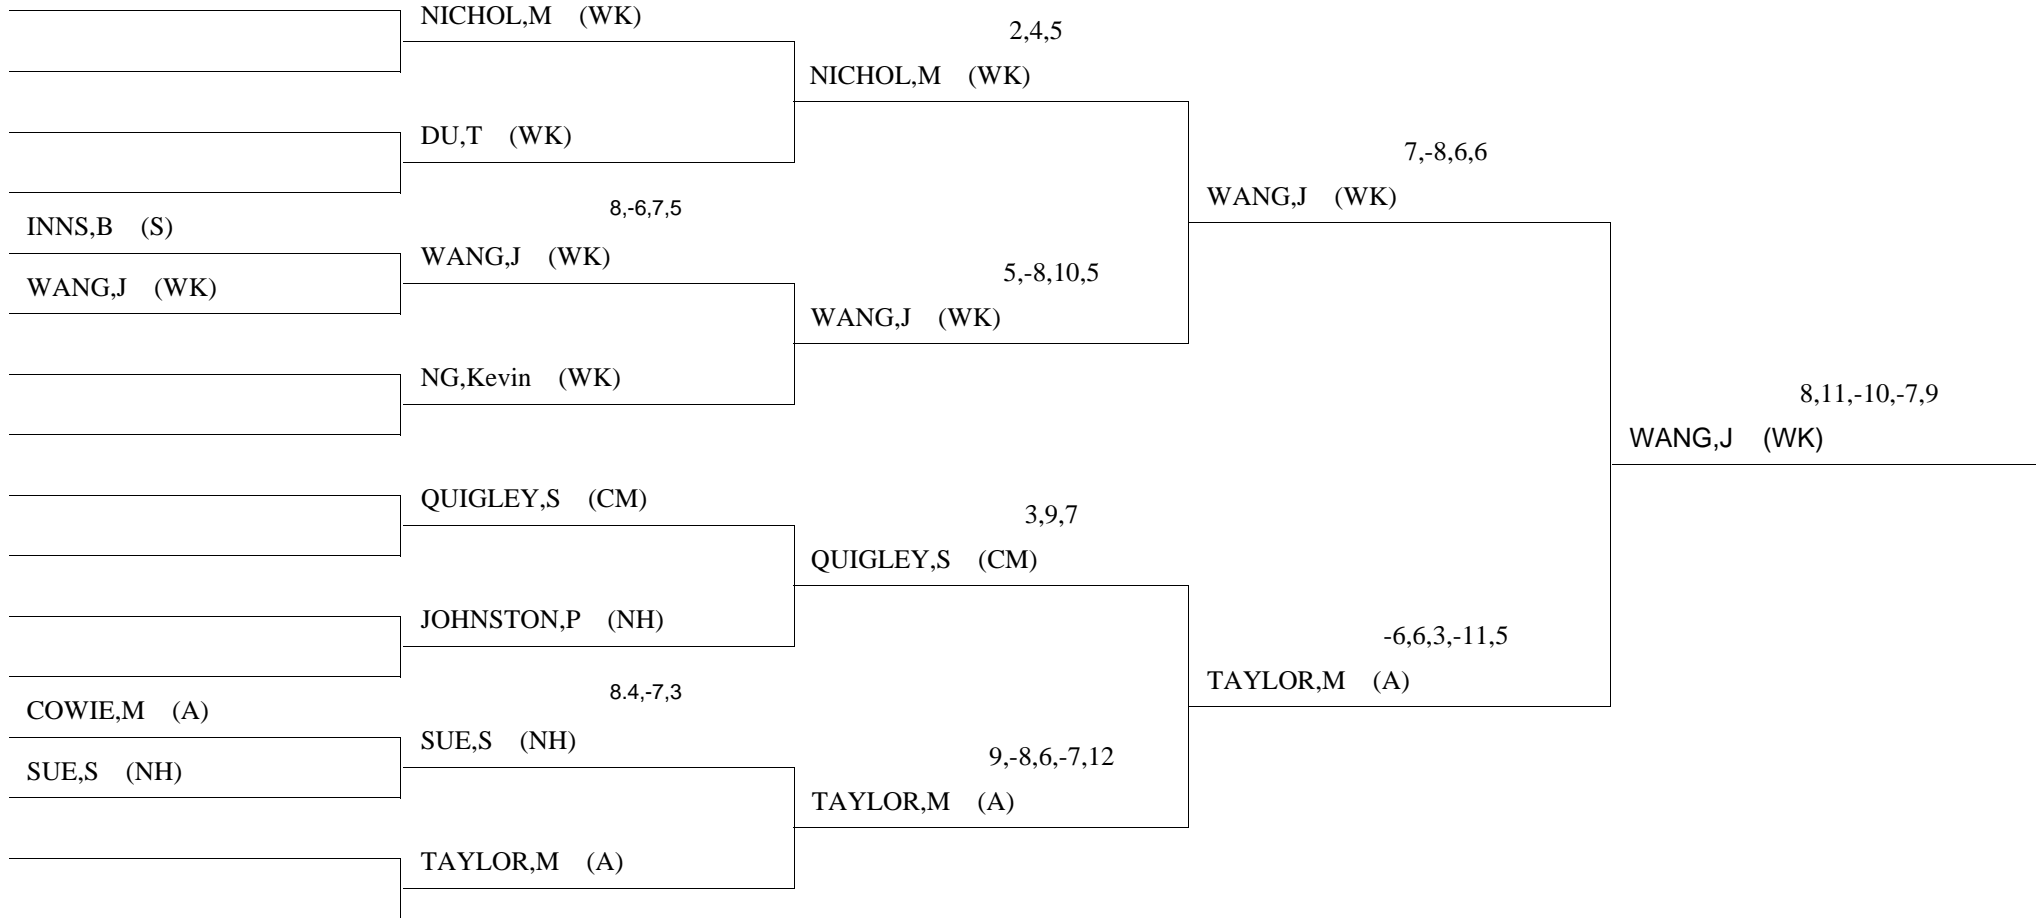 NICHOL,M (WK)
2,4,5
NICHOL,M (WK)
DU,T (WK)
7,-8,6,6
WANG,J (WK)
8,-6,7,5
INNS,B (S)
WANG,J (WK)
5,-8,10,5
WANG,J (WK)
WANG,J (WK)
NG,Kevin (WK)
8,11,-10,-7,9
WANG,J (WK)
QUIGLEY,S (CM)
3,9,7
QUIGLEY,S (CM)
JOHNSTON,P (NH)
-6,6,3,-11,5
TAYLOR,M (A)
8.4,-7,3
COWIE,M (A)
SUE,S (NH)
9,-8,6,-7,12
SUE,S (NH)
TAYLOR,M (A)
TAYLOR,M (A)